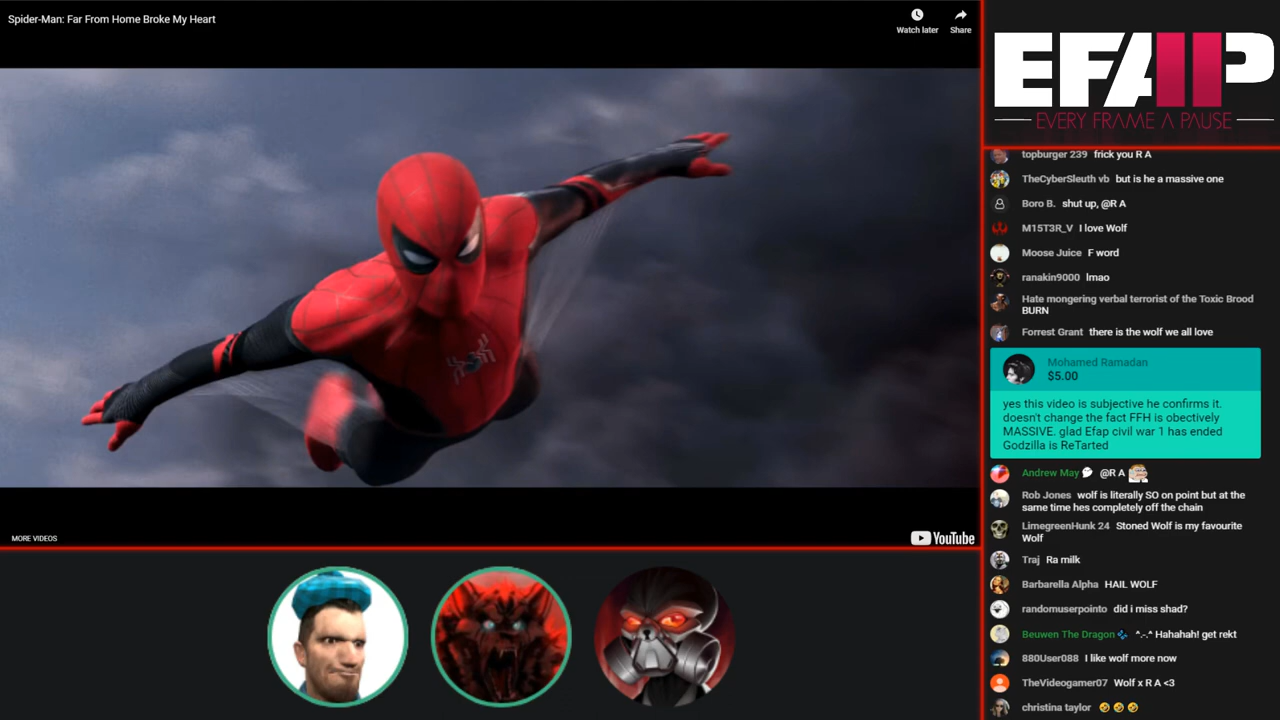 Spider-Man: Far From Home Broke My Heart
Watch later
Share
MORE VIDEOS
YouTube
EFAP
EVERY FRAME A PAUSE
topburger 239 frick you R A
TheCyberSleuth vb but is he a massive one
Boro B. shut up, @R A
M15T3R_V I love Wolf
Moose Juice F word
ranakin9000 lmao
Hate mongering verbal terrorist of the Toxic Brood
BURN
Forrest Grant there is the wolf we all love
Mohamed Ramadan
$5.00
yes this video is subjective he confirms it.
doesn't change the fact FFH is obectively
MASSIVE. glad Efap civil war 1 has ended
Godzilla is ReTarted
Andrew May @R A
Rob Jones wolf is literally SO on point but at the
same time hes completely off the chain
LimegreenHunk 24 Stoned Wolf is my favourite
Wolf
Traj Ra milk
Barbarella Alpha HAIL WOLF
randomuserpointo did i miss shad?
Beuwen The Dragon ^.-.^ Hahahah! get rekt
880User088 I like wolf more now
TheVideogamer07 Wolf x R A <3
christina taylor 🤣 🤣 🤣